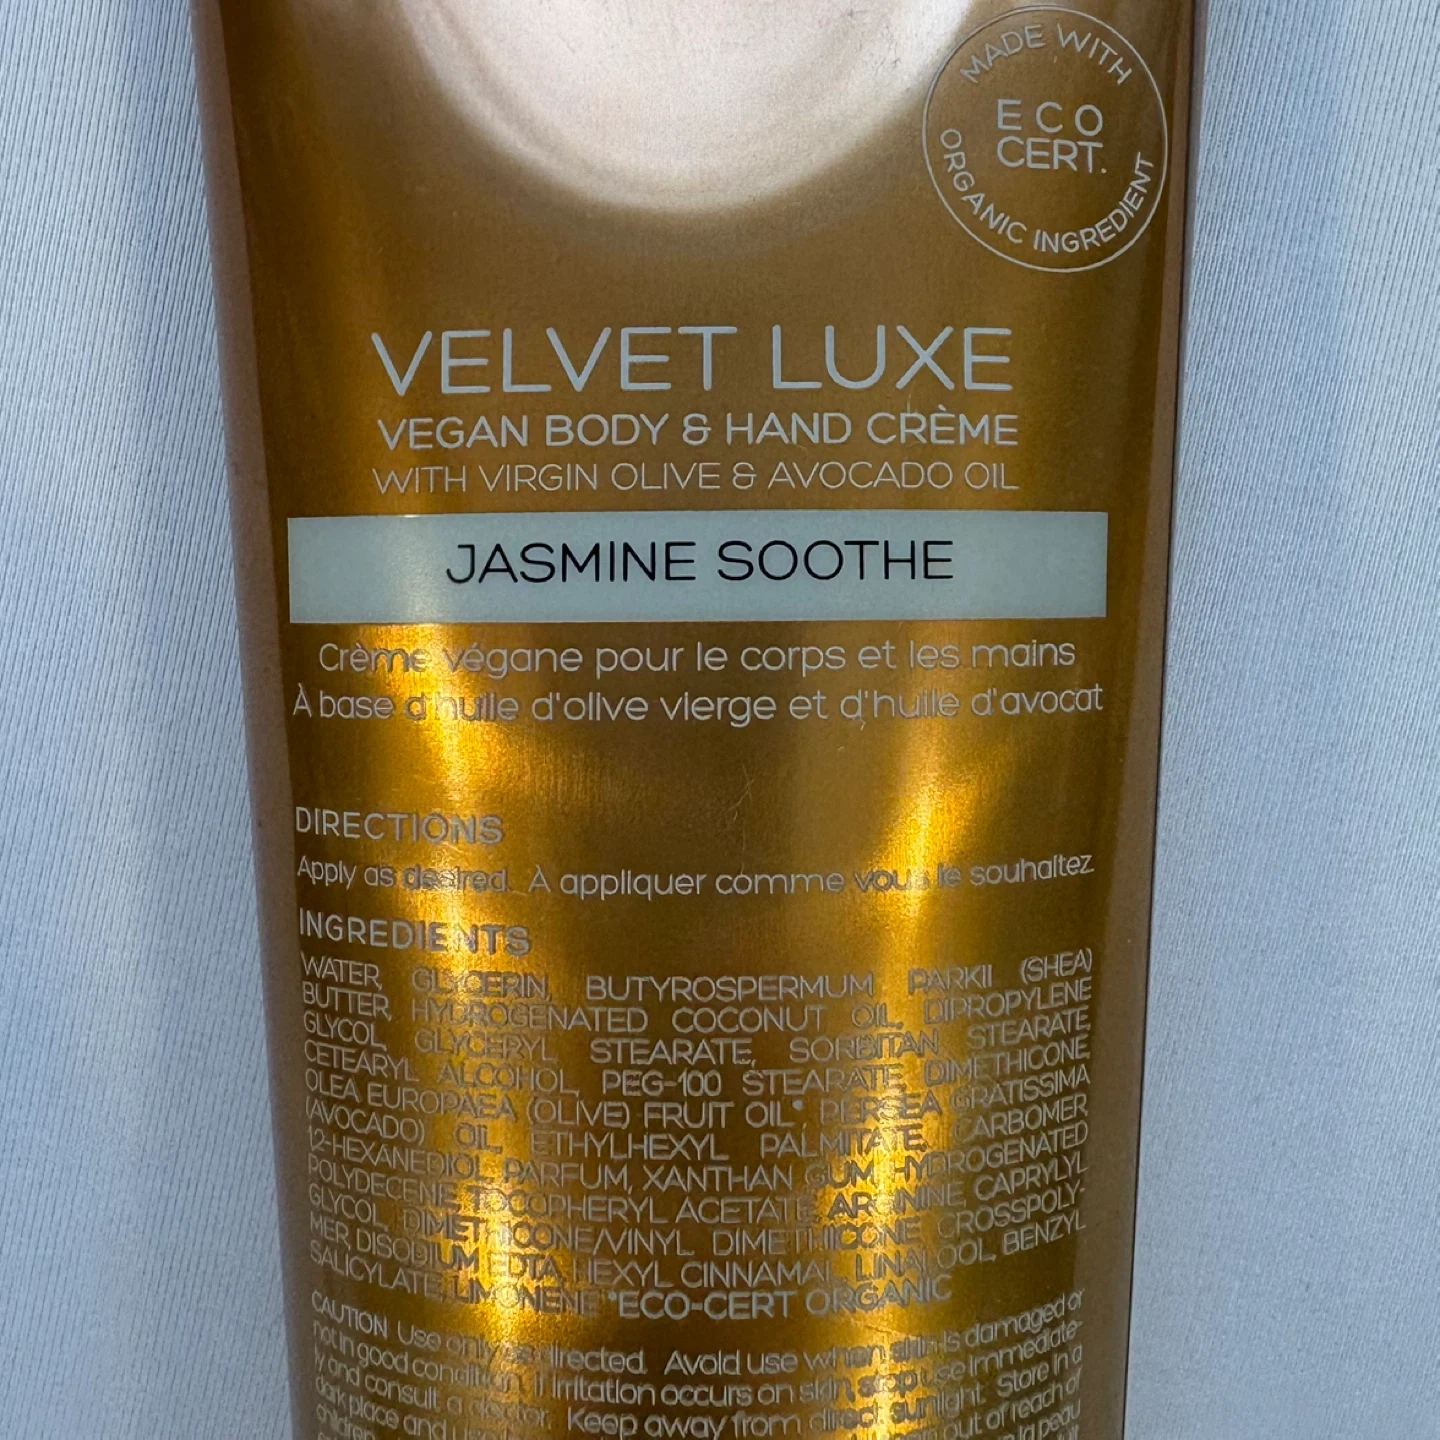 MADE WITH
ECO
CERT.
ORGANIC INGREDIENT
VELVET LUXE
VEGAN BODY & HAND CRÈME
WITH VIRGIN OLIVE & AVOCADO OIL
JASMINE SOOTHE
Crème végane pour le corps et les mains
À base d'huile d'olive vierge et d'huile d'avocat
DIRECTIONS
Apply as desired. À appliquer comme vous le souhaitez
INGREDIENTS
WATER, GLYCERIN, BUTYROSPERMUM PARKII (SHEA)
BUTTER, HYDROGENATED COCONUT OIL, DIPROPYLENE
GLYCOL, GLYCERYL STEARATE, SORBITAN STEARATE,
CETEARYL ALCOHOL, PEG-100 STEARATE, DIMETHICONE,
OLEA EUROPAEA (OLIVE) FRUIT OIL*, PERSEA GRATISSIMA
(AVOCADO) OIL, ETHYLHEXYL PALMITATE, CARBOMER,
1,2-HEXANEDIOL, PARFUM, XANTHAN GUM, HYDROGENATED
POLYDECENE, TOCOPHERYL ACETATE, ARGININE, CAPRYLYL
GLYCOL, DIMETHICONE/VINYL DIMETHICONE CROSSPOLY-
MER, DISODIUM EDTA, HEXYL CINNAMAL, LINALOOL, BENZYL
SALICYLATE, LIMONENE *ECO-CERT ORGANIC
CAUTION Use only as directed. Avoid use when skin is damaged or
not in good condition. If irritation occurs on skin stop use immediate-
ly and consult a doctor. Keep away from direct sunlight. Store in a
dark place and out of reach of
children